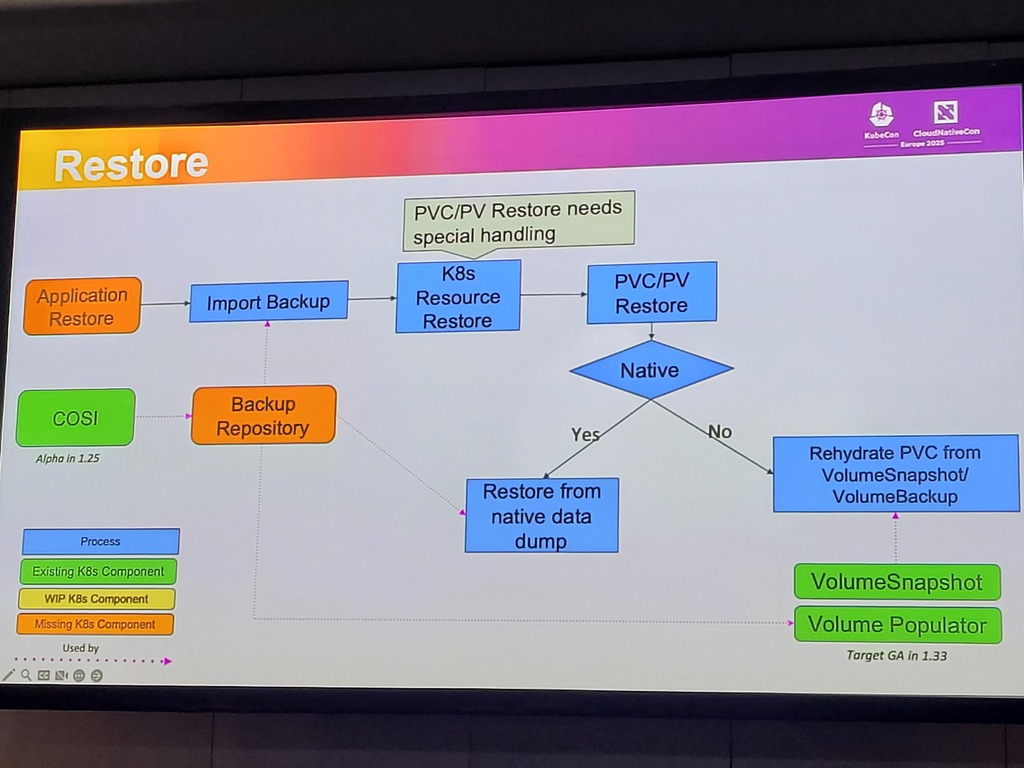 KubeCon
CloudNativeCon
Europe 2025
Restore
PVC/PV Restore needs
special handling
Application
Restore
Import Backup
K8s
Resource
Restore
PVC/PV
Restore
Native
COSI
Alpha in 1.25
Backup
Repository
Yes
No
Restore from
native data
dump
Rehydrate PVC from
VolumeSnapshot/
VolumeBackup
VolumeSnapshot
Volume Populator
Target GA in 1.33
Process
Existing K8s Component
WIP K8s Component
Missing K8s Component
Used by